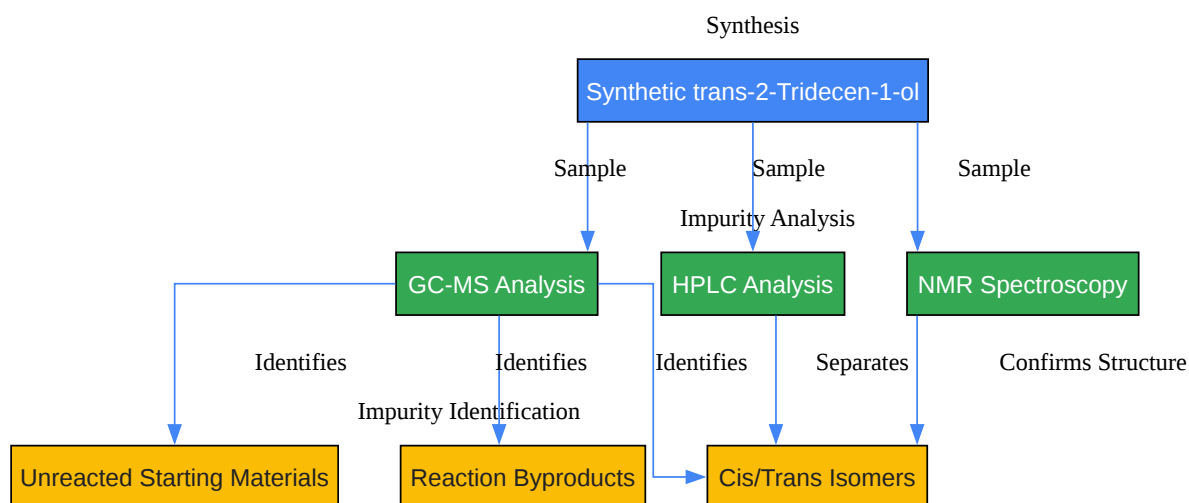 Synthesis
Synthetic trans-2-Tridecen-1-ol
Sample
Sample
Sample
Impurity Analysis
GC-MS Analysis
HPLC Analysis
NMR Spectroscopy
Identifies
Identifies
Identifies
Separates
Confirms Structure
Impurity Identification
Unreacted Starting Materials
Reaction Byproducts
Cis/Trans Isomers